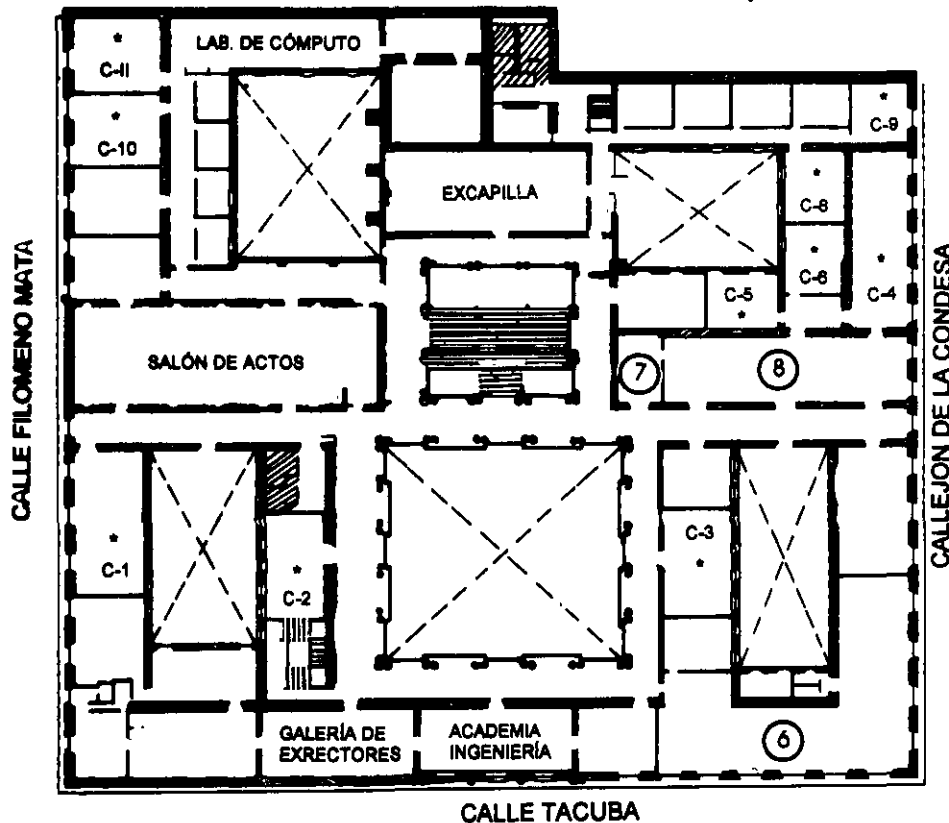 LAB. DE CÓMPUTO
*
C-11
*
C-10
*
C-9
EXCAPILLA
*
C-8
*
C-6
*
C-4
C-5
*
CALLE FILOMENO MATA
SALÓN DE ACTOS
7
8
CALLEJON DE LA CONDESA
*
C-1
*
C-2
C-3
*
GALERÍA DE
EXRECTORES
ACADEMIA
INGENIERÍA
6
CALLE TACUBA